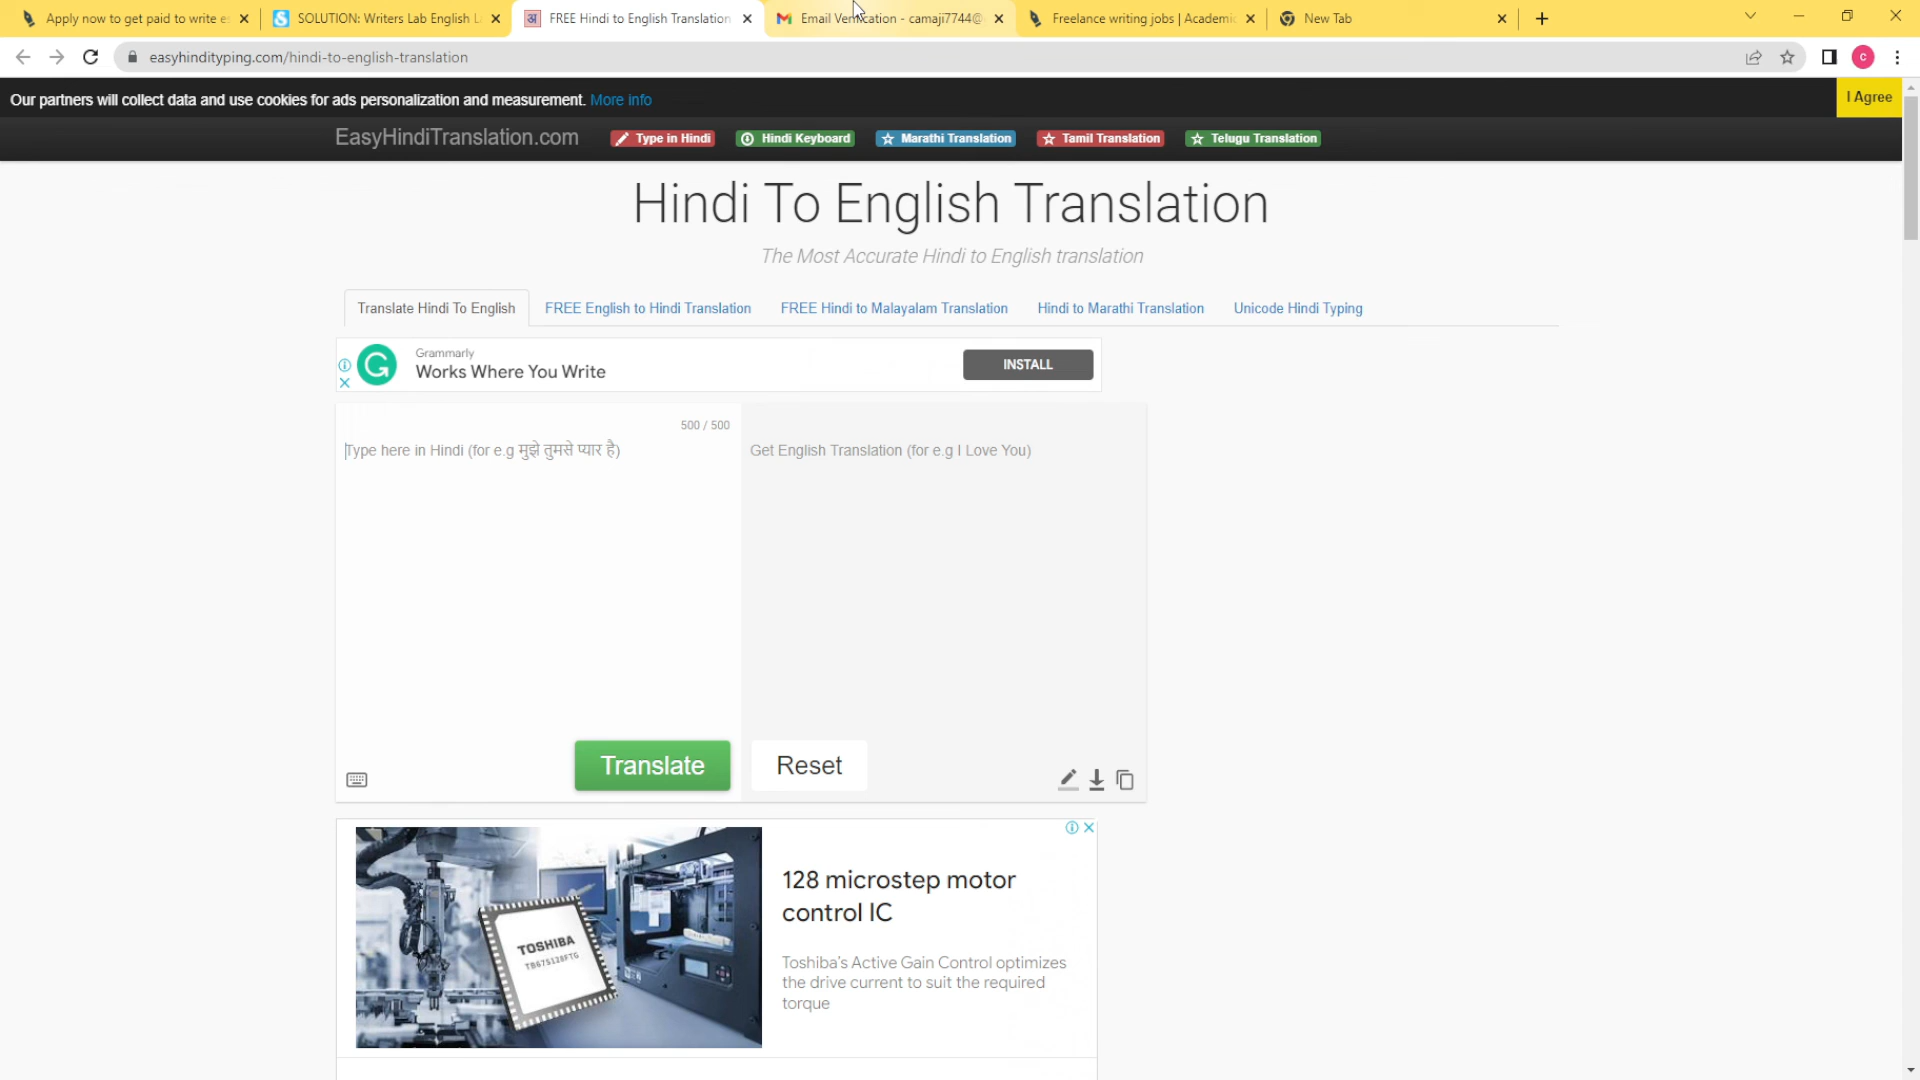 Apply now to get paid to write es
SOLUTION: Writers Lab English L
FREE Hindi to English Translation
Email Verification - camaji7744@
Freelance writing jobs | Academic
New Tab
easyhindityping.com/hindi-to-english-translation
C
Our partners will collect data and use cookies for ads personalization and measurement. More info
I Agree
EasyHindiTranslation.com
Type in Hindi
Hindi Keyboard
Marathi Translation
Tamil Translation
Telugu Translation
Hindi To English Translation
The Most Accurate Hindi to English translation
Translate Hindi To English
FREE English to Hindi Translation
FREE Hindi to Malayalam Translation
Hindi to Marathi Translation
Unicode Hindi Typing
Grammarly
Works Where You Write
INSTALL
500 / 500
Type here in Hindi (for e.g मुझे तुमसे प्यार है)
Get English Translation (for e.g I Love You)
Translate
Reset
TOSHIBA
TB67S128FTG
128 microstep motor
control IC
Toshiba's Active Gain Control optimizes
the drive current to suit the required
torque